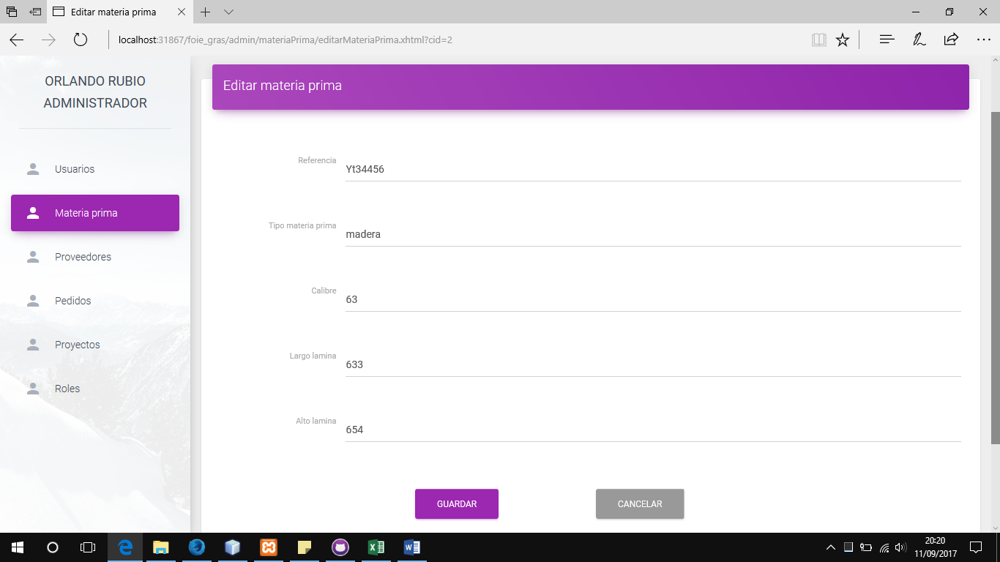 Editar materia prima
localhost:31867/foie_gras/admin/materiaPrima/editarMateriaPrima.xhtml?cid=2
ORLANDO RUBIO
ADMINISTRADOR
Usuarios
Materia prima
Proveedores
Pedidos
Proyectos
Roles
Editar materia prima
Referencia
Yt34456
Tipo materia prima
madera
Calibre
63
Largo lamina
633
Alto lamina
654
GUARDAR
CANCELAR
20:20
11/09/2017